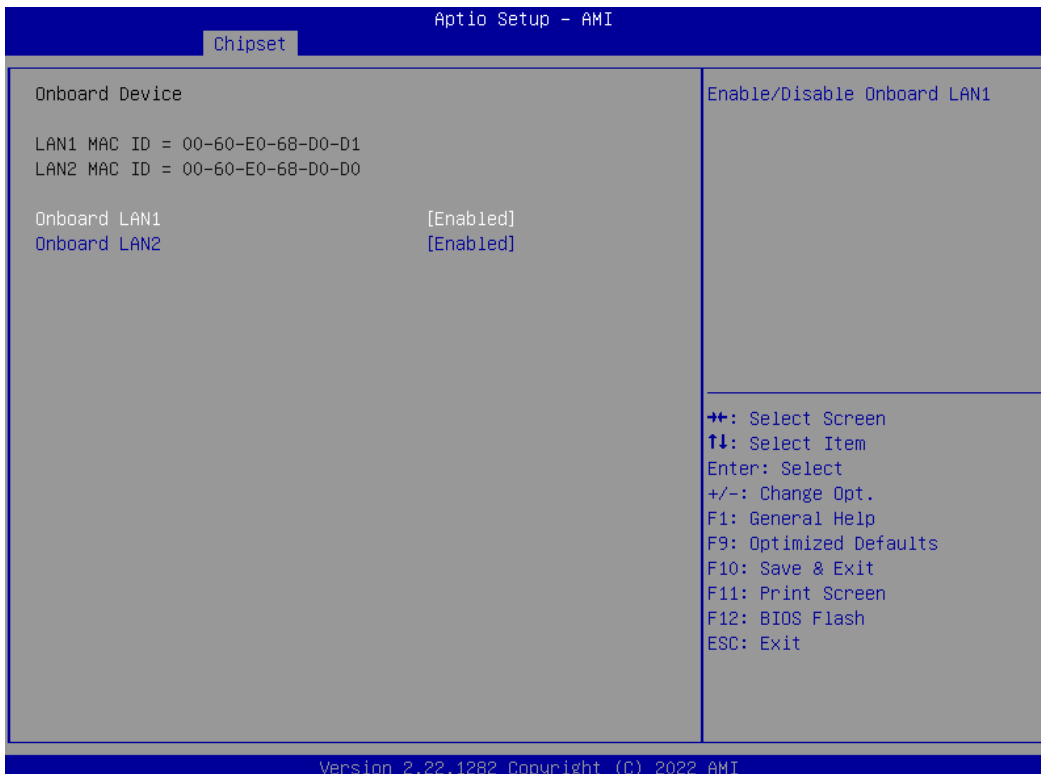 Aptio Setup – AMI
Chipset
Onboard Device
LAN1 MAC ID = 00-60-E0-68-D0-D1
LAN2 MAC ID = 00-60-E0-68-D0-D0
Onboard LAN1 [Enabled]
Onboard LAN2 [Enabled]
Enable/Disable Onboard LAN1
→←: Select Screen
↑↓: Select Item
Enter: Select
+/-: Change Opt.
F1: General Help
F9: Optimized Defaults
F10: Save & Exit
F11: Print Screen
F12: BIOS Flash
ESC: Exit
Version 2.22.1282 Copyright (C) 2022 AMI